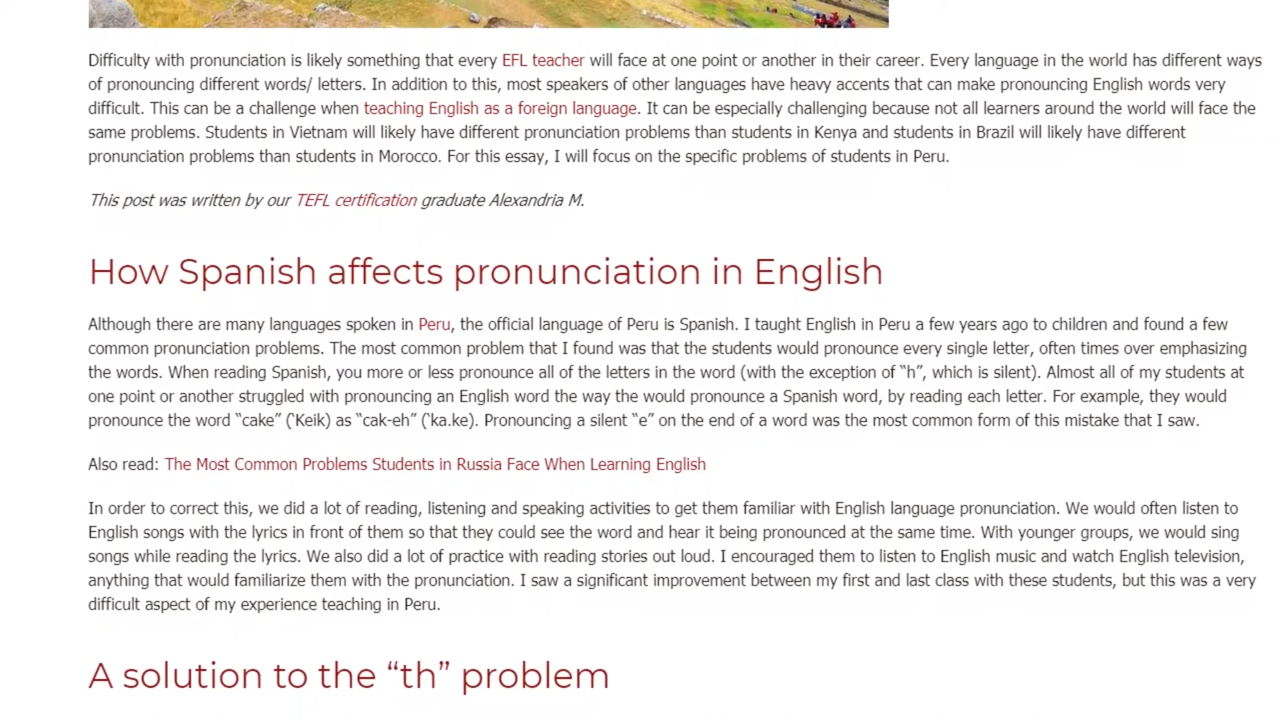 Difficulty with pronunciation is likely something that every EFL teacher will face at one point or another in their career. Every language in the world has different ways
of pronouncing different words/ letters. In addition to this, most speakers of other languages have heavy accents that can make pronouncing English words very
difficult. This can be a challenge when teaching English as a foreign language. It can be especially challenging because not all learners around the world will face the
same problems. Students in Vietnam will likely have different pronunciation problems than students in Kenya and students in Brazil will likely have different
pronunciation problems than students in Morocco. For this essay, I will focus on the specific problems of students in Peru.
This post was written by our TEFL certification graduate Alexandria M.
How Spanish affects pronunciation in English
Although there are many languages spoken in Peru, the official language of Peru is Spanish. I taught English in Peru a few years ago to children and found a few
common pronunciation problems. The most common problem that I found was that the students would pronounce every single letter, often times over emphasizing
the words. When reading Spanish, you more or less pronounce all of the letters in the word (with the exception of “h”, which is silent). Almost all of my students at
one point or another struggled with pronouncing an English word the way the would pronounce a Spanish word, by reading each letter. For example, they would
pronounce the word “cake” (‘Keik) as “cak-eh” (‘ka.ke). Pronouncing a silent “e” on the end of a word was the most common form of this mistake that I saw.
Also read: The Most Common Problems Students in Russia Face When Learning English
In order to correct this, we did a lot of reading, listening and speaking activities to get them familiar with English language pronunciation. We would often listen to
English songs with the lyrics in front of them so that they could see the word and hear it being pronounced at the same time. With younger groups, we would sing
songs while reading the lyrics. We also did a lot of practice with reading stories out loud. I encouraged them to listen to English music and watch English television,
anything that would familiarize them with the pronunciation. I saw a significant improvement between my first and last class with these students, but this was a very
difficult aspect of my experience teaching in Peru.
A solution to the “th” problem